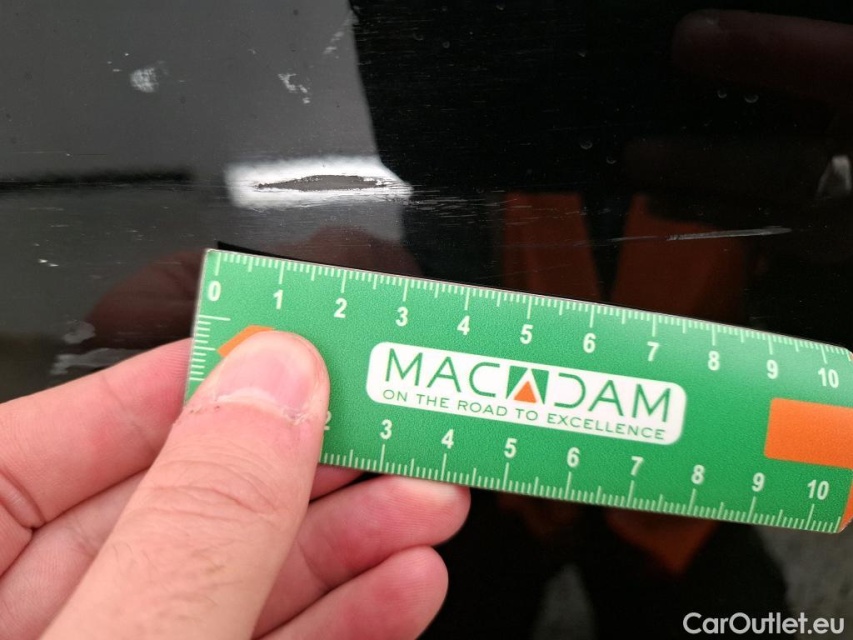 0 1 2 3 4 5 6 7 8 9 10
MACADAM
ON THE ROAD TO EXCELLENCE
2 3 4 5 6 7 8 9 10
CarOutlet.eu